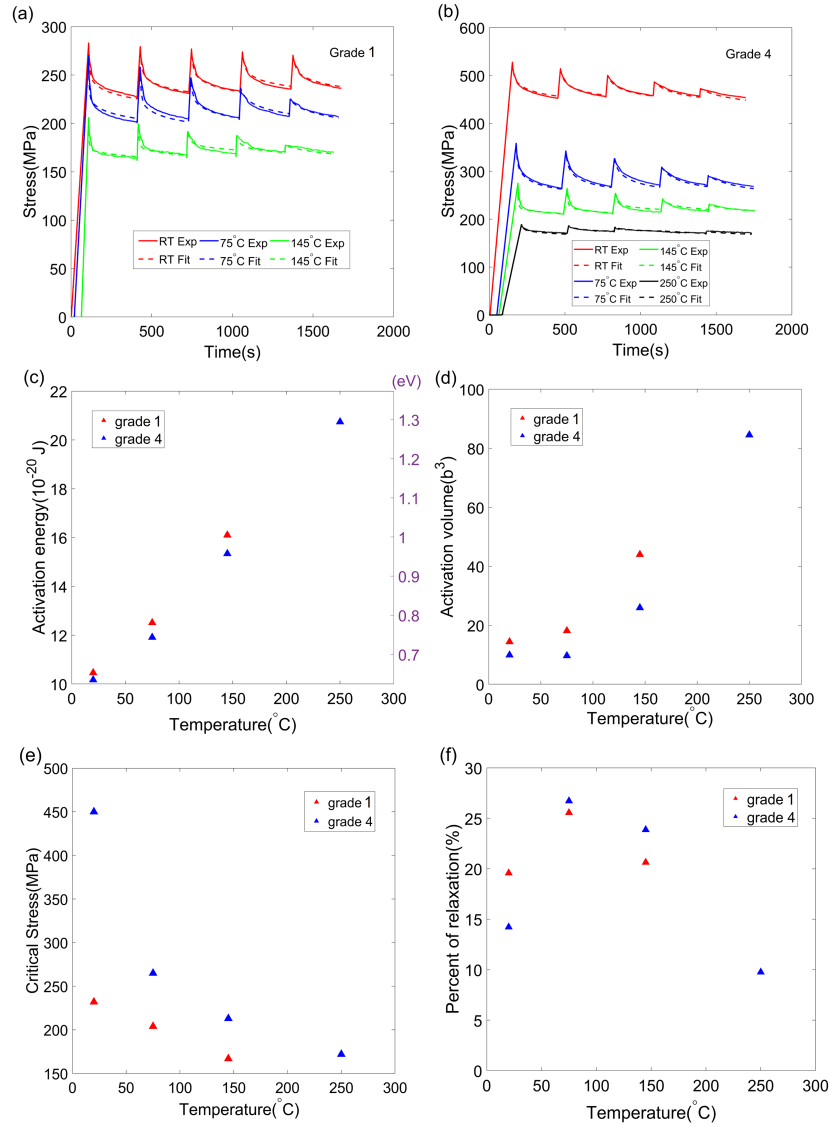 (a)
Grade 1
300
250
200
150
100
50
0
Stress(MPa)
RT Exp 75°C Exp 145°C Exp
RT Fit 75°C Fit 145°C Fit
0 500 1000 1500 2000
Time(s)
(b)
Grade 4
600
500
400
300
200
100
0
Stress(MPa)
RT Exp 145°C Exp
RT Fit 145°C Fit
75°C Exp 250°C Exp
75°C Fit 250°C Fit
0 500 1000 1500 2000
Time(s)
(c)
(eV)
22
20
18
16
14
12
10
Activation energy(10-20 J)
grade 1
grade 4
1.3
1.2
1.1
1
0.9
0.8
0.7
0 50 100 150 200 250 300
Temperature(°C)
(d)
100
80
60
40
20
0
Activation volume(b3)
grade 1
grade 4
0 50 100 150 200 250 300
Temperature(°C)
(e)
500
450
400
350
300
250
200
150
Critical Stress(MPa)
grade 1
grade 4
0 50 100 150 200 250 300
Temperature(°C)
(f)
30
25
20
15
10
5
0
Percent of relaxation(%)
grade 1
grade 4
0 50 100 150 200 250 300
Temperature(°C)